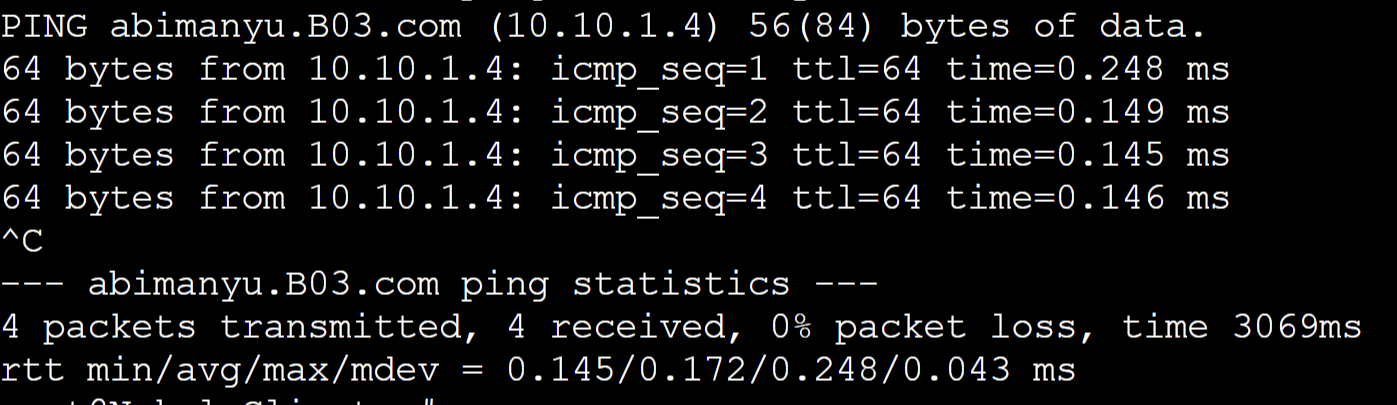 PING abimanyu.B03.com (10.10.1.4) 56(84) bytes of data.
64 bytes from 10.10.1.4: icmp_seq=1 ttl=64 time=0.248 ms
64 bytes from 10.10.1.4: icmp_seq=2 ttl=64 time=0.149 ms
64 bytes from 10.10.1.4: icmp_seq=3 ttl=64 time=0.145 ms
64 bytes from 10.10.1.4: icmp_seq=4 ttl=64 time=0.146 ms
^C
--- abimanyu.B03.com ping statistics ---
4 packets transmitted, 4 received, 0% packet loss, time 3069ms
rtt min/avg/max/mdev = 0.145/0.172/0.248/0.043 ms